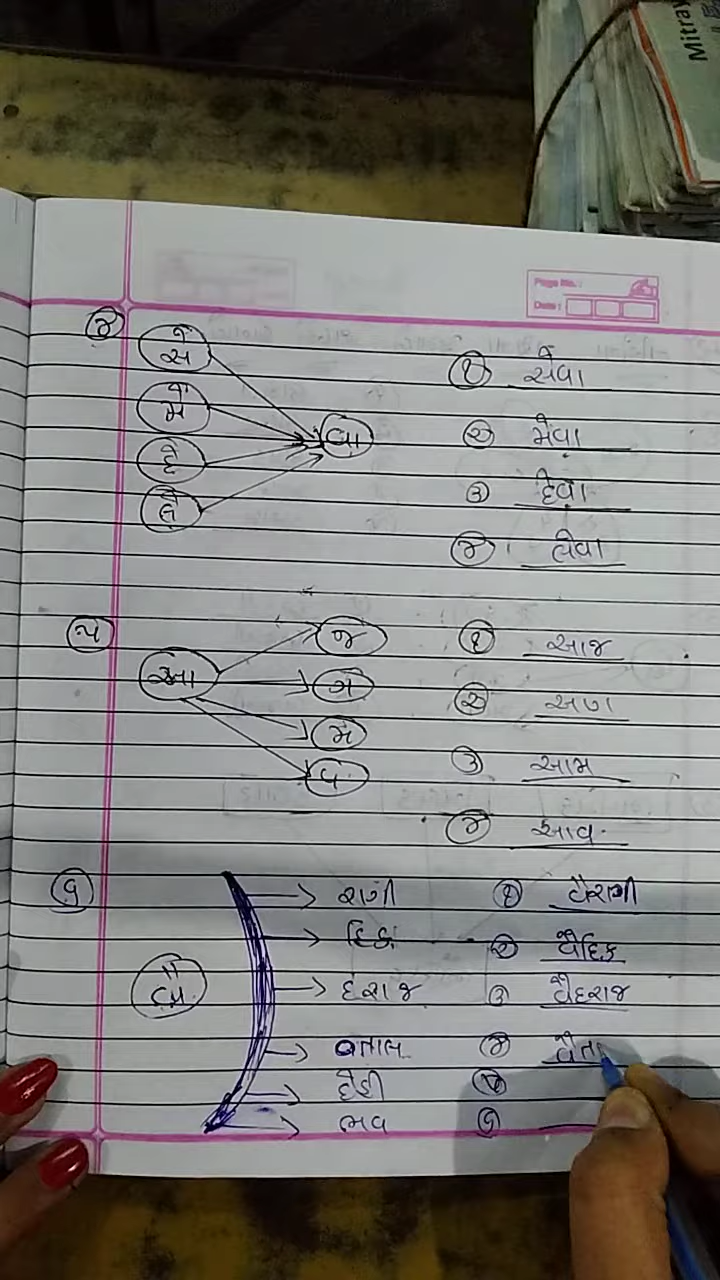 Mitray
Page No. :
Date :
૪
સે
૧ સેવા
મે
વા
૨ મેવા
દે
૩ દેવા
લે
૪ લેવા
૫
જ
૧ આજ
આ
ગ
૨ આગ
મ
૩ આમ
વ
૪ આવ
૬
રાગી ૧ વૈરાગી
દિક ૨ વૈદિક
વૈ
દરાજ ૩ વૈદરાજ
તાલ ૪ વૈતા
દેહી ૫
ભવ ૬